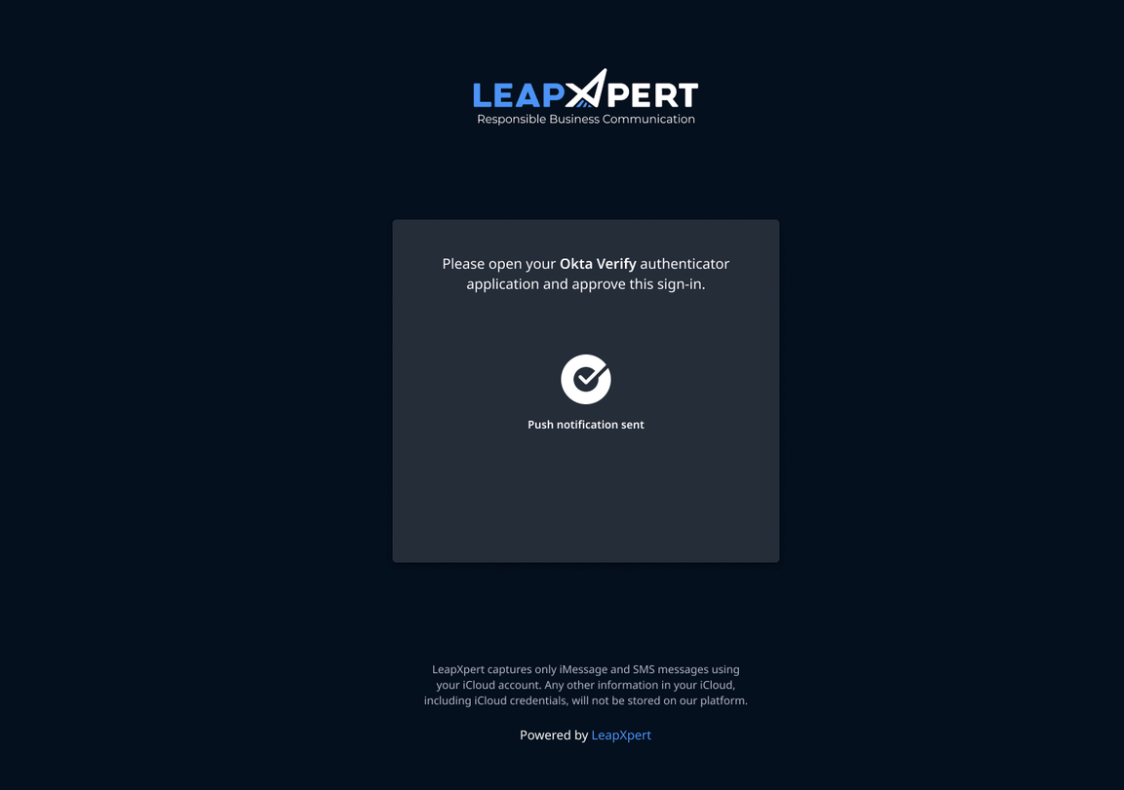 LEAPXPERT
Responsible Business Communication
Please open your Okta Verify authenticator
application and approve this sign-in.
Push notification sent
LeapXpert captures only iMessage and SMS messages using
your iCloud account. Any other information in your iCloud,
including iCloud credentials, will not be stored on our platform.
Powered by LeapXpert